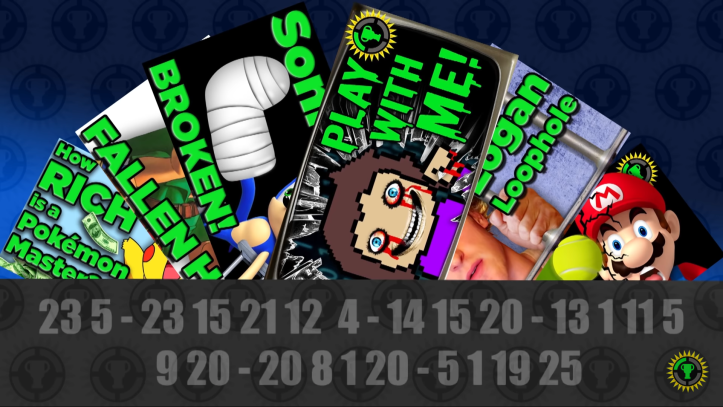 How
RICH
is a
Pokémon
Master
FALLEN H
BROKEN!
Son
PLAY
WITH
ME!
Logan
Loophole
23 5 - 23 15 21 12  4 - 14 15 20 - 13 1 11 5
9 20 - 20 8 1 20 - 5 1 19 25